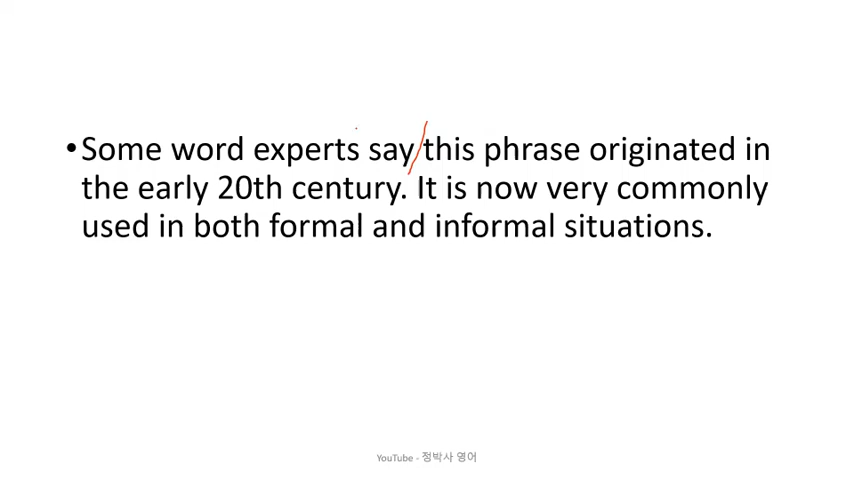 •Some word experts say this phrase originated in
the early 20th century. It is now very commonly
used in both formal and informal situations.
YouTube - 정박사 영어